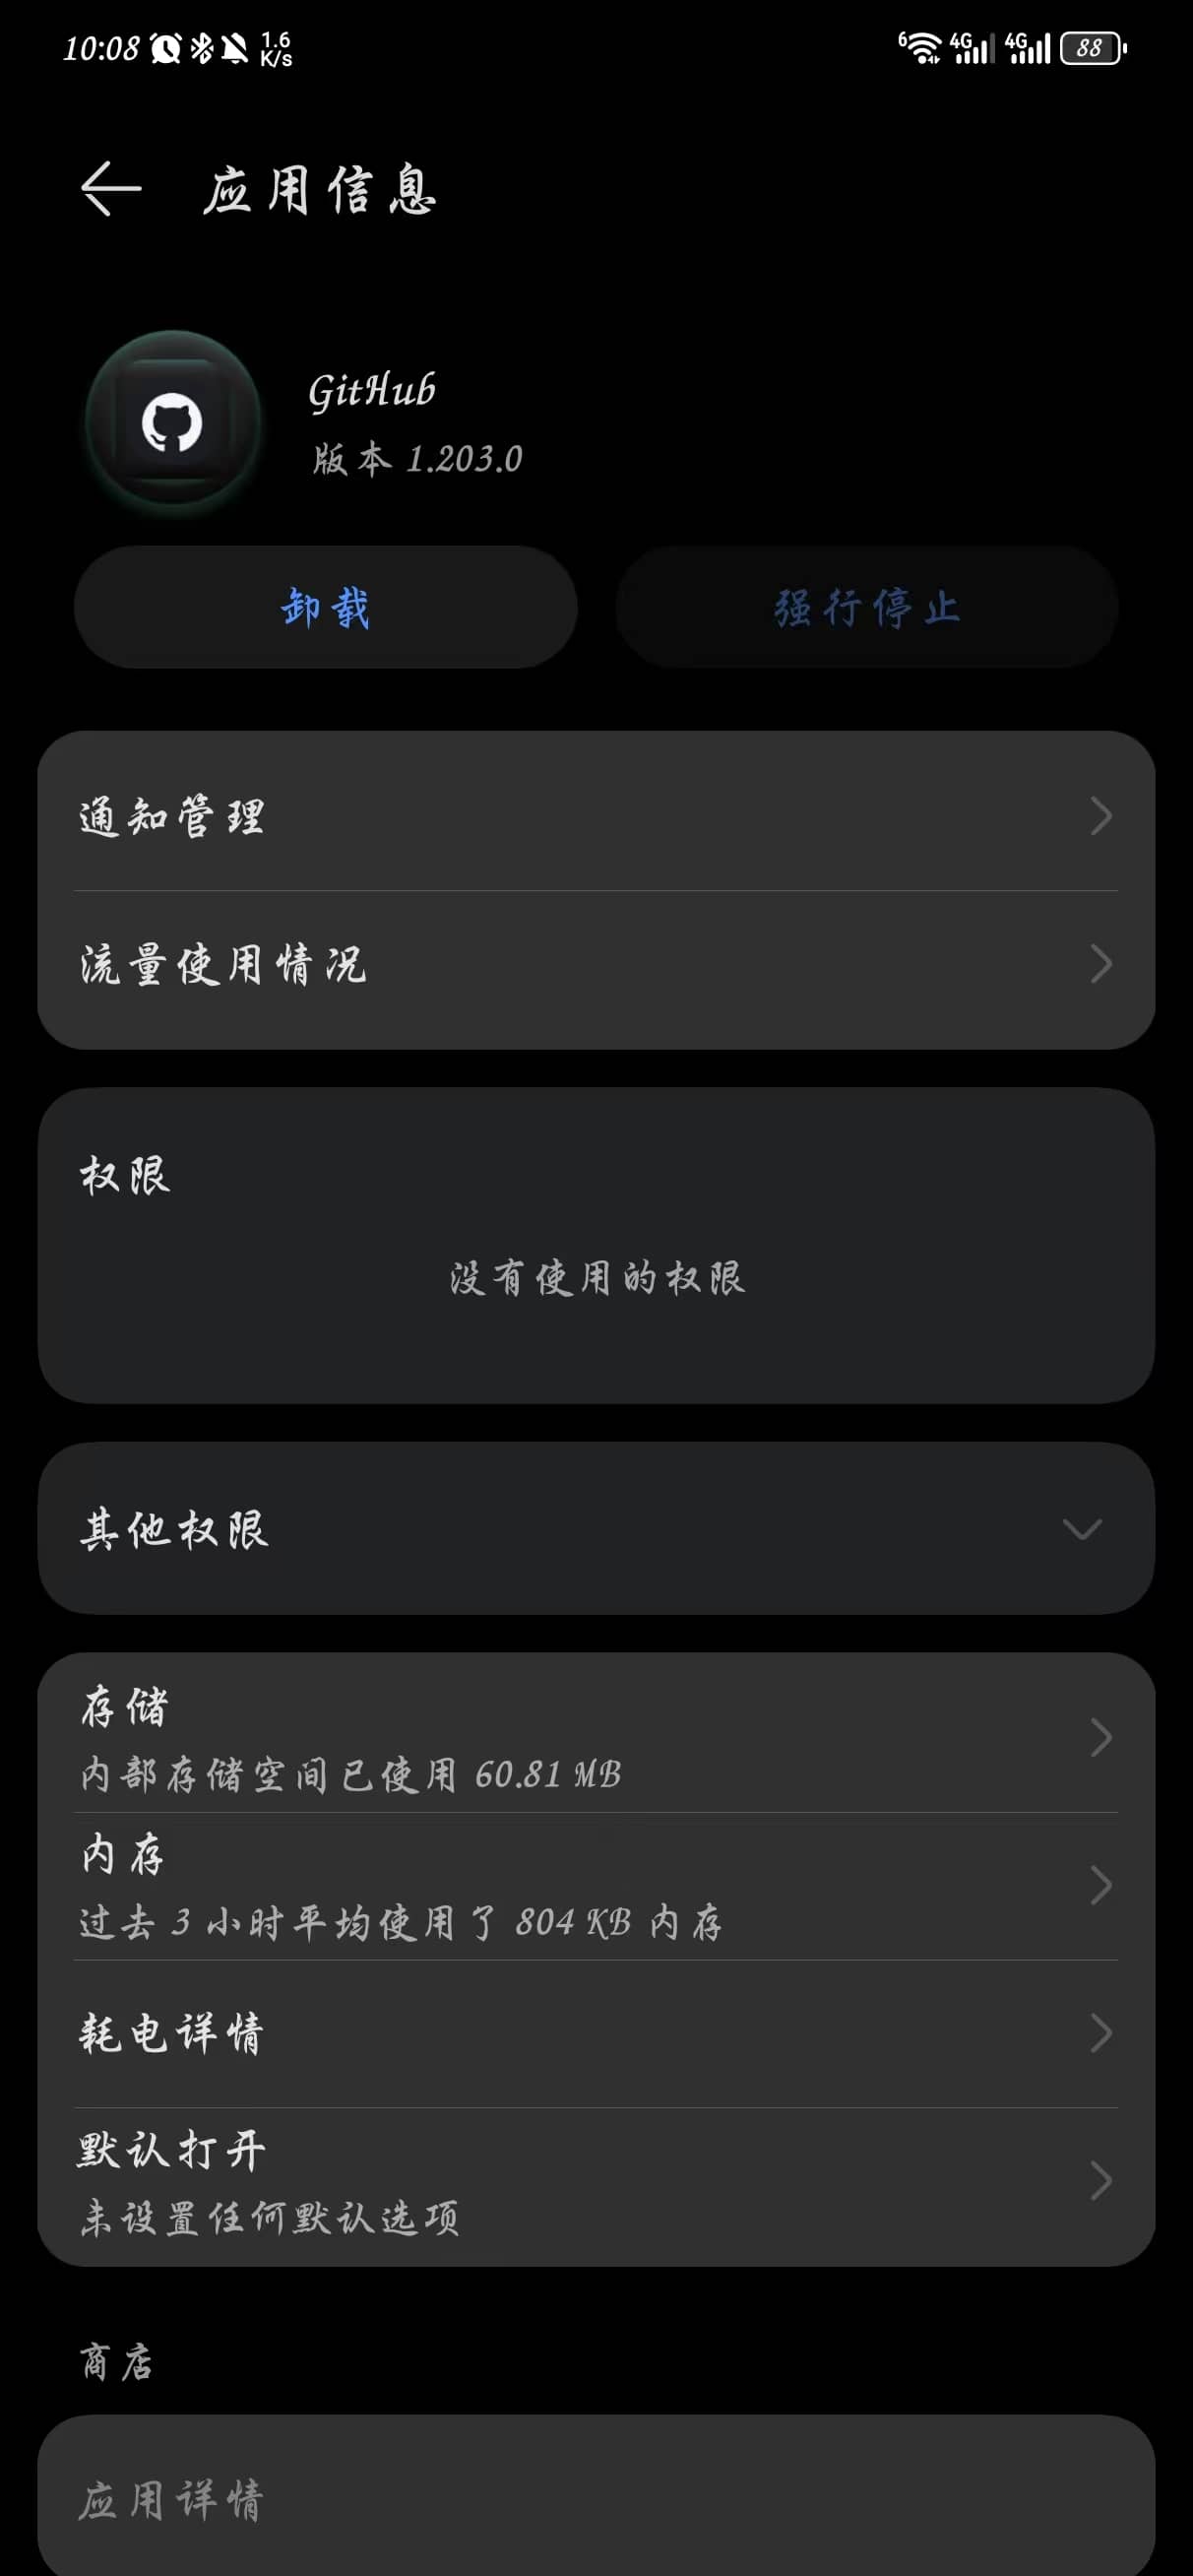 10:08 1.6 K/s 6 4G 4G 88
应用信息
GitHub
版本 1.203.0
卸载 强行停止
通知管理
流量使用情况
权限
没有使用的权限
其他权限
存储
内部存储空间已使用 60.81 MB
内存
过去 3 小时平均使用了 804 KB 内存
耗电详情
默认打开
未设置任何默认选项
商店
应用详情